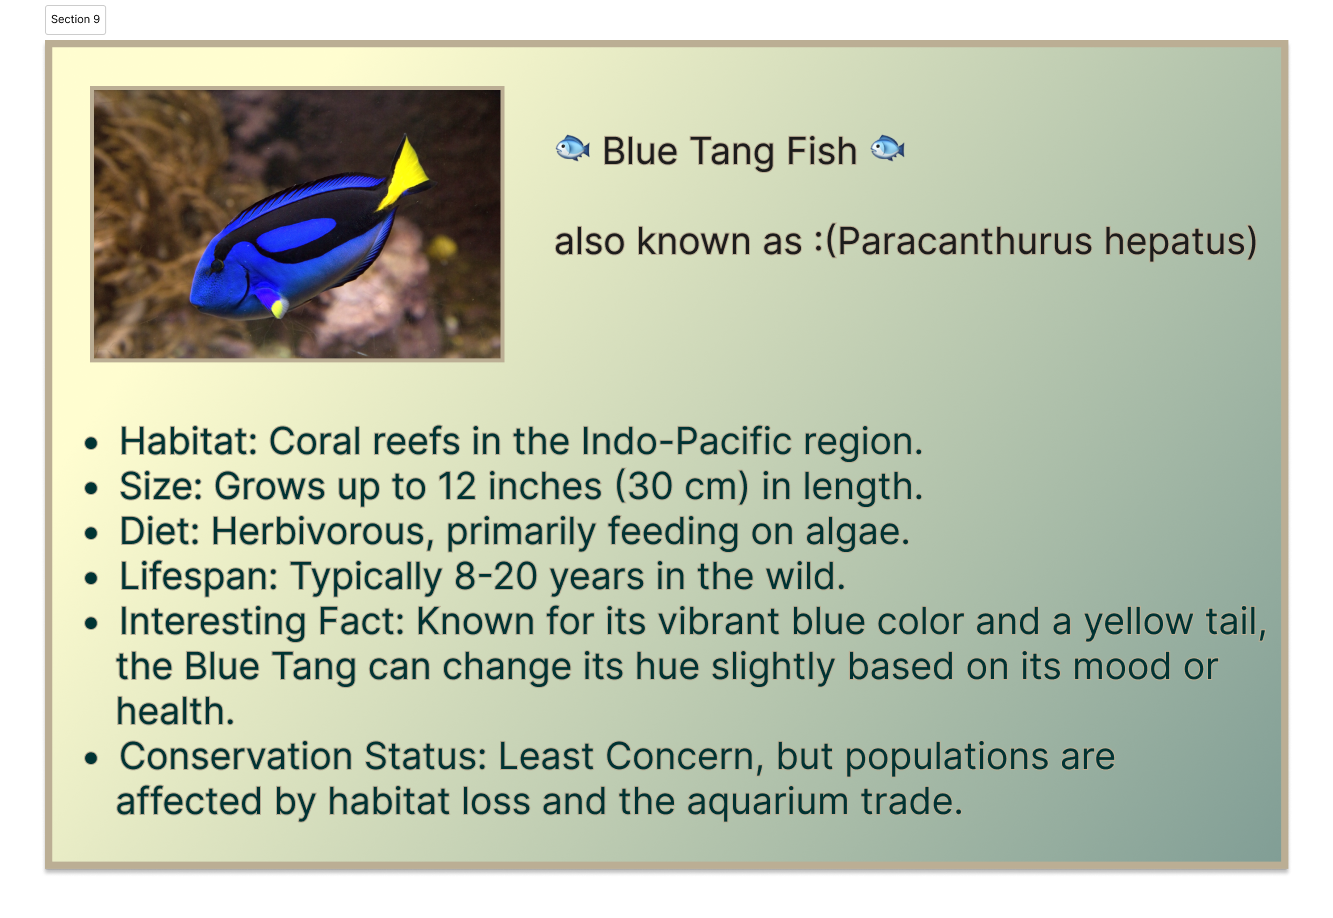 Section 9
🐟 Blue Tang Fish 🐟
also known as :(Paracanthurus hepatus)
• Habitat: Coral reefs in the Indo-Pacific region.
• Size: Grows up to 12 inches (30 cm) in length.
• Diet: Herbivorous, primarily feeding on algae.
• Lifespan: Typically 8-20 years in the wild.
• Interesting Fact: Known for its vibrant blue color and a yellow tail,
the Blue Tang can change its hue slightly based on its mood or
health.
• Conservation Status: Least Concern, but populations are
affected by habitat loss and the aquarium trade.